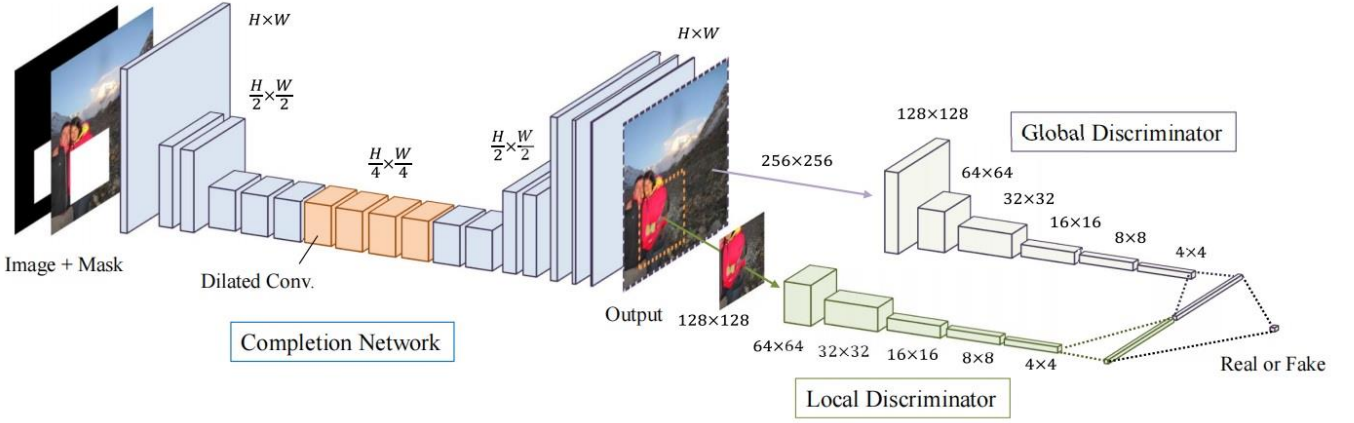 H×W
H/2 × W/2
H/4 × W/4
H/2 × W/2
H×W
Image + Mask
Dilated Conv.
Completion Network
Output
256×256
128×128
64×64
32×32
16×16
8×8
4×4
Global Discriminator
128×128
64×64
32×32
16×16
8×8
4×4
Local Discriminator
Real or Fake